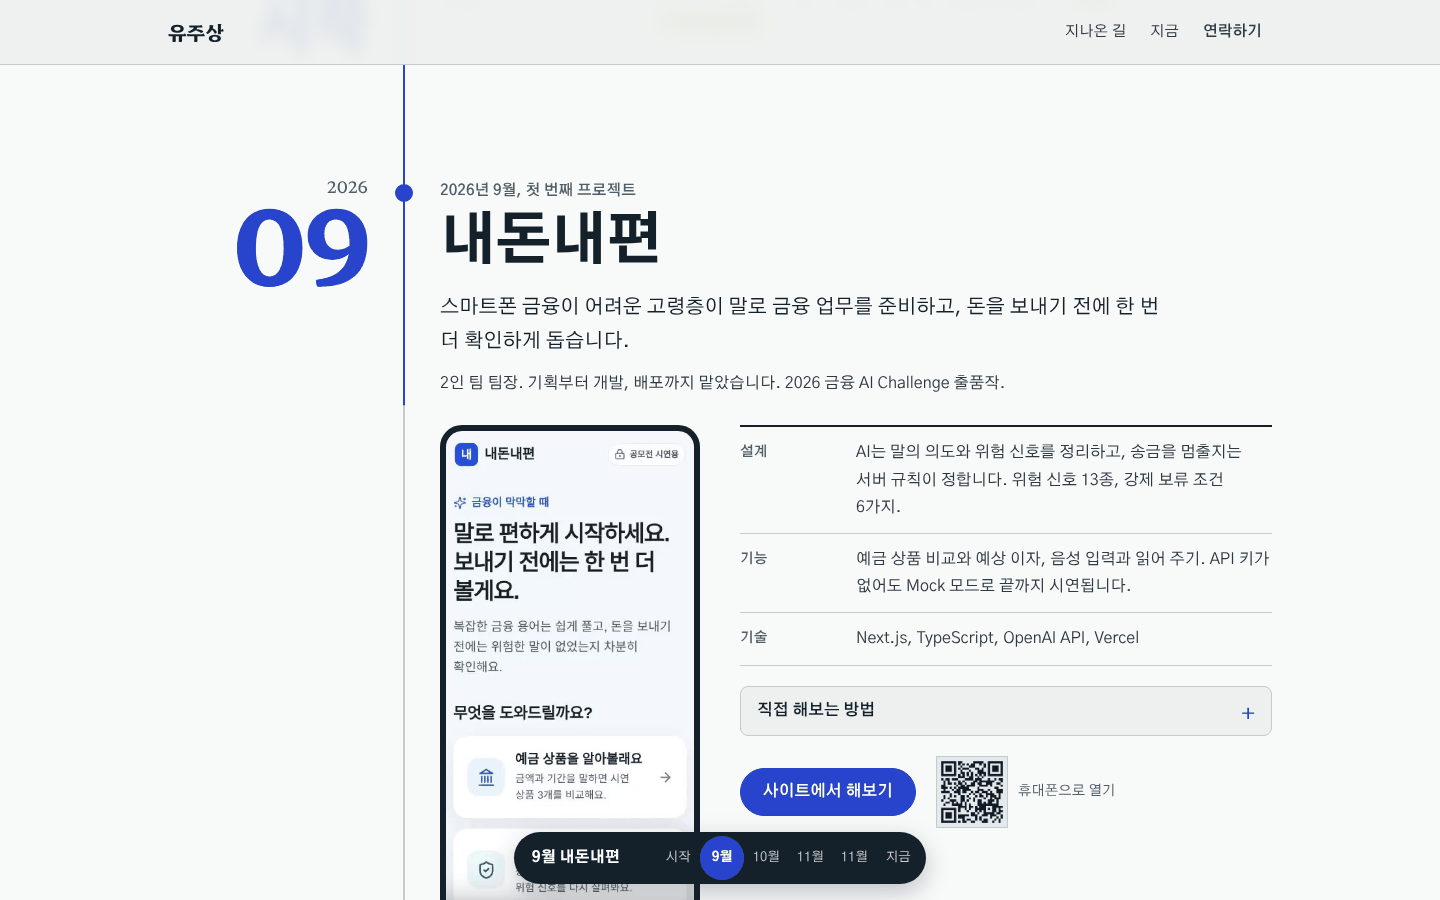 유주상
지나온 길
지금
연락하기
2026
09
2026년 9월, 첫 번째 프로젝트
내돈내편
스마트폰 금융이 어려운 고령층이 말로 금융 업무를 준비하고, 돈을 보내기 전에 한 번
더 확인하게 돕습니다.
2인 팀 팀장. 기획부터 개발, 배포까지 맡았습니다. 2026 금융 AI Challenge 출품작.
내 내돈내편
공모전 시연용
금융이 막막할 때
말로 편하게 시작하세요.
보내기 전에는 한 번 더
볼게요.
복잡한 금융 용어는 쉽게 풀고, 돈을 보내기
전에는 위험한 말이 없었는지 차분히
확인해요.
무엇을 도와드릴까요?
예금 상품을 알아볼래요
금액과 기간을 말하면 시연
상품 3개를 비교해요.
위험 신호를 다시 살펴봐요.
설계
AI는 말의 의도와 위험 신호를 정리하고, 송금을 멈출지는
서버 규칙이 정합니다. 위험 신호 13종, 강제 보류 조건
6가지.
기능
예금 상품 비교와 예상 이자, 음성 입력과 읽어 주기. API 키가
없어도 Mock 모드로 끝까지 시연됩니다.
기술
Next.js, TypeScript, OpenAI API, Vercel
직접 해보는 방법
+
사이트에서 해보기
휴대폰으로 열기
9월 내돈내편
시작
9월
10월
11월
11월
지금